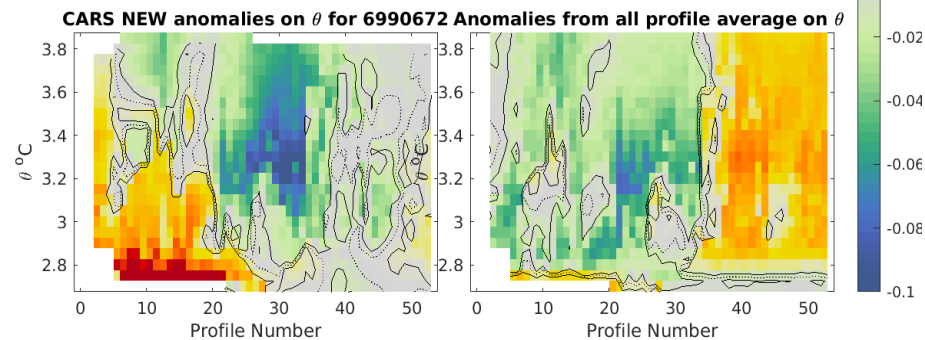 CARS NEW anomalies on θ for 6990672 Anomalies from all profile average on θ
3.8 3.8 -0.02
3.6 3.6 -0.04
3.4 3.4
θ °C θ °C -0.06
3.2 3.2
3 3 -0.08
2.8 2.8
-0.1
0 10 20 30 40 50 0 10 20 30 40 50
Profile Number Profile Number